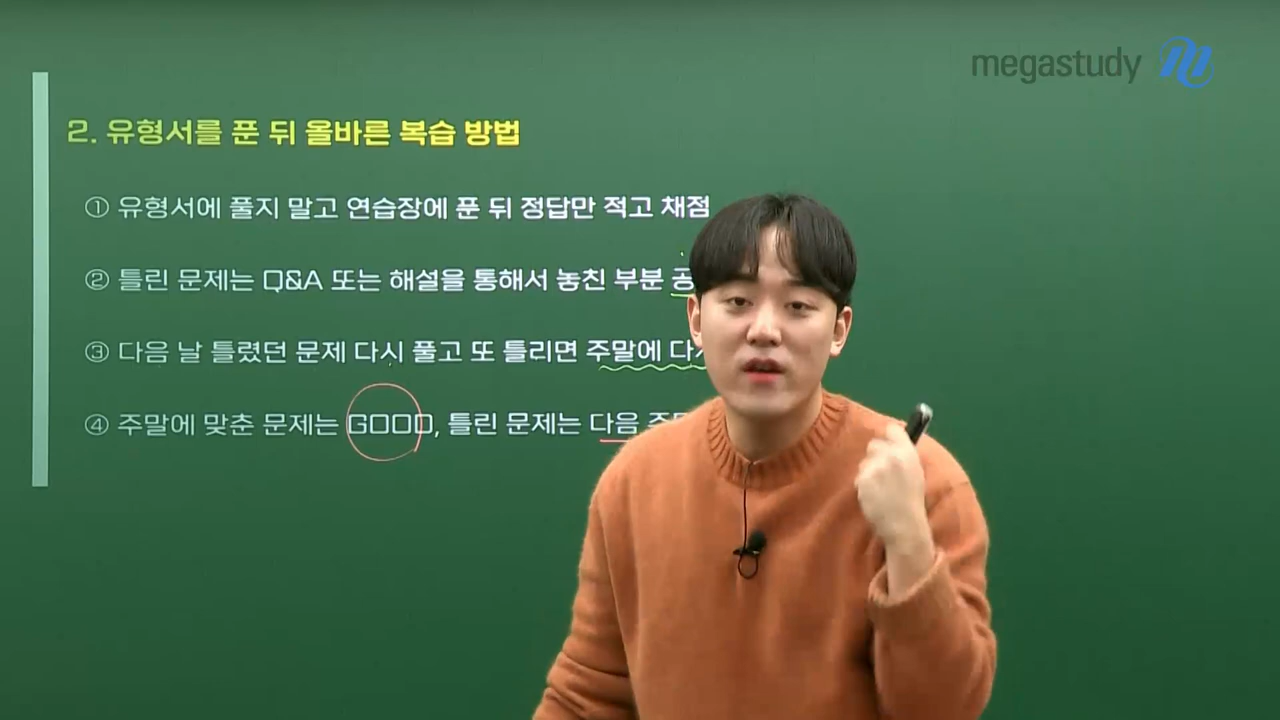 megastudy
2. 유형서를 푼 뒤 올바른 복습 방법
① 유형서에 풀지 말고 연습장에 푼 뒤 정답만 적고 채점
② 틀린 문제는 Q&A 또는 해설을 통해서 놓친 부분
③ 다음 날 틀렸던 문제 다시 풀고 또 틀리면 주말에
④ 주말에 맞춘 문제는 GOOD, 틀린 문제는 다음